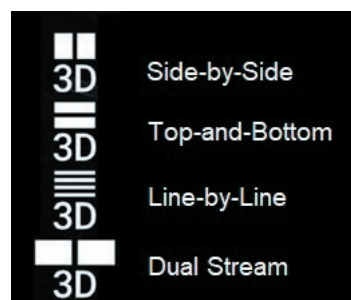 3D Side-by-Side
3D Top-and-Bottom
3D Line-by-Line
3D Dual Stream